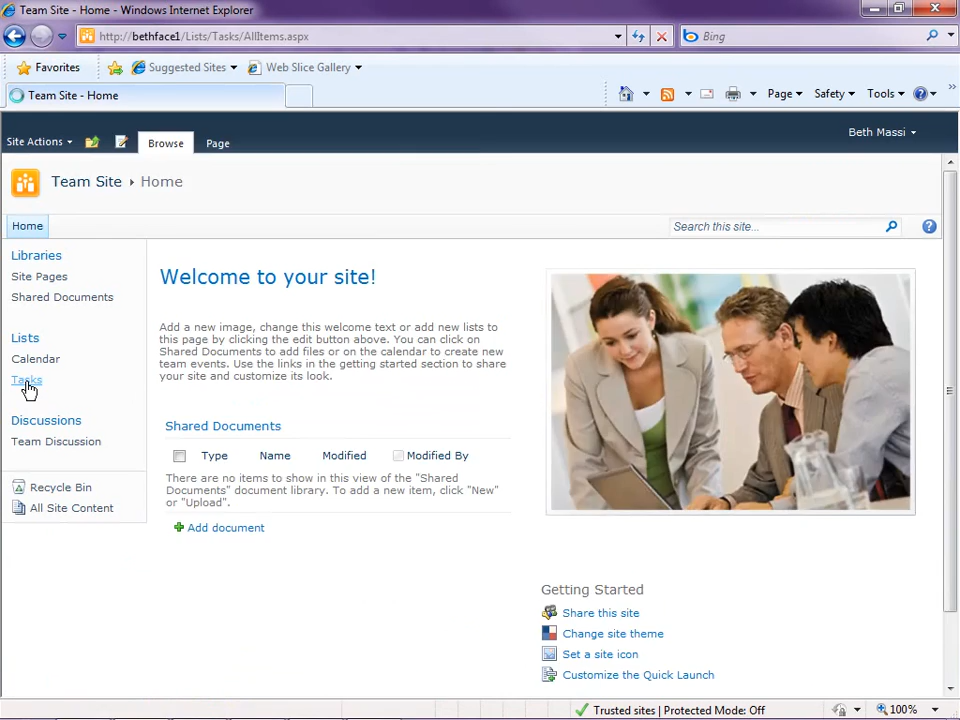 Team Site - Home - Windows Internet Explorer
http://bethface1/Lists/Tasks/AllItems.aspx
Bing
Favorites
Suggested Sites
Web Slice Gallery
Team Site - Home
Page
Safety
Tools
Site Actions
Browse
Page
Beth Massi
Team Site
Home
Home
Search this site...
Libraries
Site Pages
Shared Documents
Lists
Calendar
Tasks
Discussions
Team Discussion
Recycle Bin
All Site Content
Welcome to your site!
Add a new image, change this welcome text or add new lists to
this page by clicking the edit button above. You can click on
Shared Documents to add files or on the calendar to create new
team events. Use the links in the getting started section to share
your site and customize its look.
Shared Documents
Type Name Modified Modified By
There are no items to show in this view of the "Shared
Documents" document library. To add a new item, click "New"
or "Upload".
Add document
Getting Started
Share this site
Change site theme
Set a site icon
Customize the Quick Launch
Trusted sites | Protected Mode: Off
100%